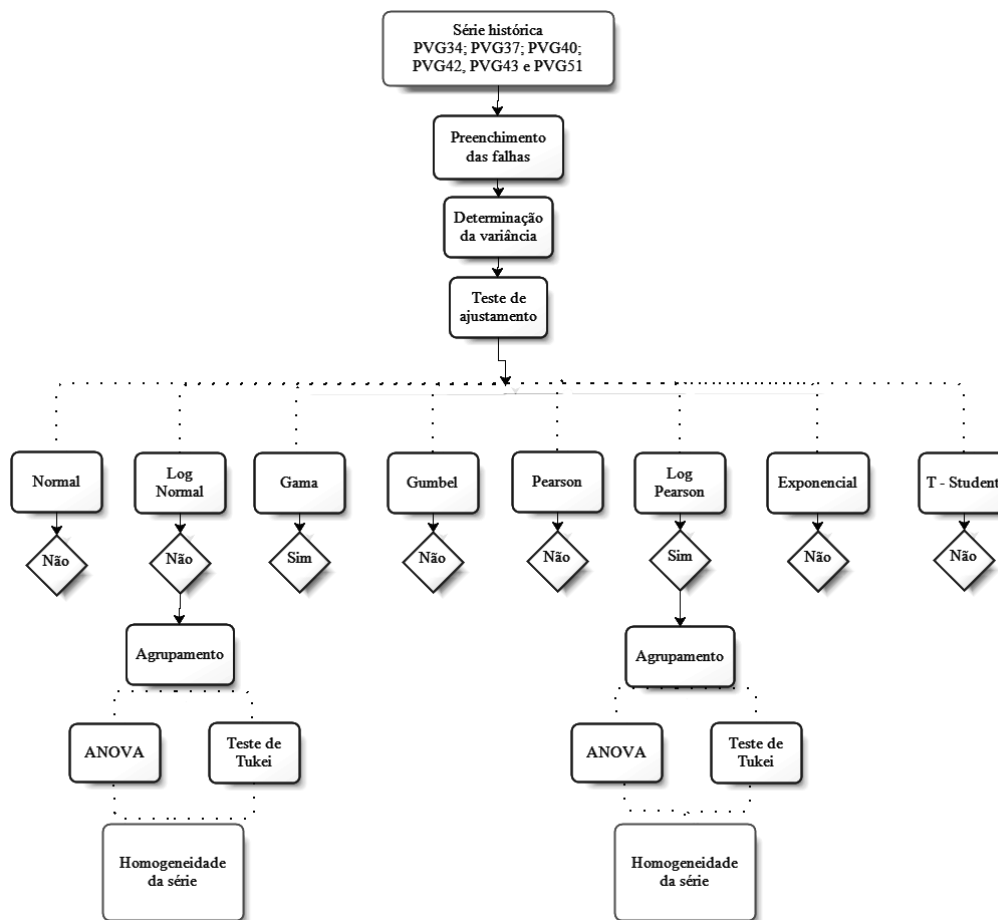 Série histórica
PVG34; PVG37; PVG40;
PVG42, PVG43 e PVG51
Preenchimento
das falhas
Determinação
da variância
Teste de
ajustamento
Normal
Log
Normal
Gama
Gumbel
Pearson
Log
Pearson
Exponencial
T - Student
Não
Não
Sim
Não
Não
Sim
Não
Não
Agrupamento
Agrupamento
ANOVA
Teste de
Tukei
ANOVA
Teste de
Tukei
Homogeneidade
da série
Homogeneidade
da série